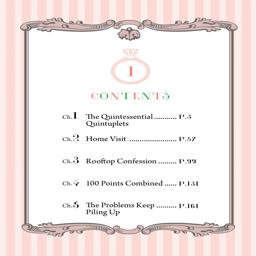 1
CONTENTS
Ch.1 The Quintessential .......... P.3
Quintuplets
Ch.2 Home Visit ...................... P.57
Ch.3 Rooftop Confession ........ P.99
Ch.4 100 Points Combined ...... P.131
Ch.5 The Problems Keep ........ P.161
Piling Up